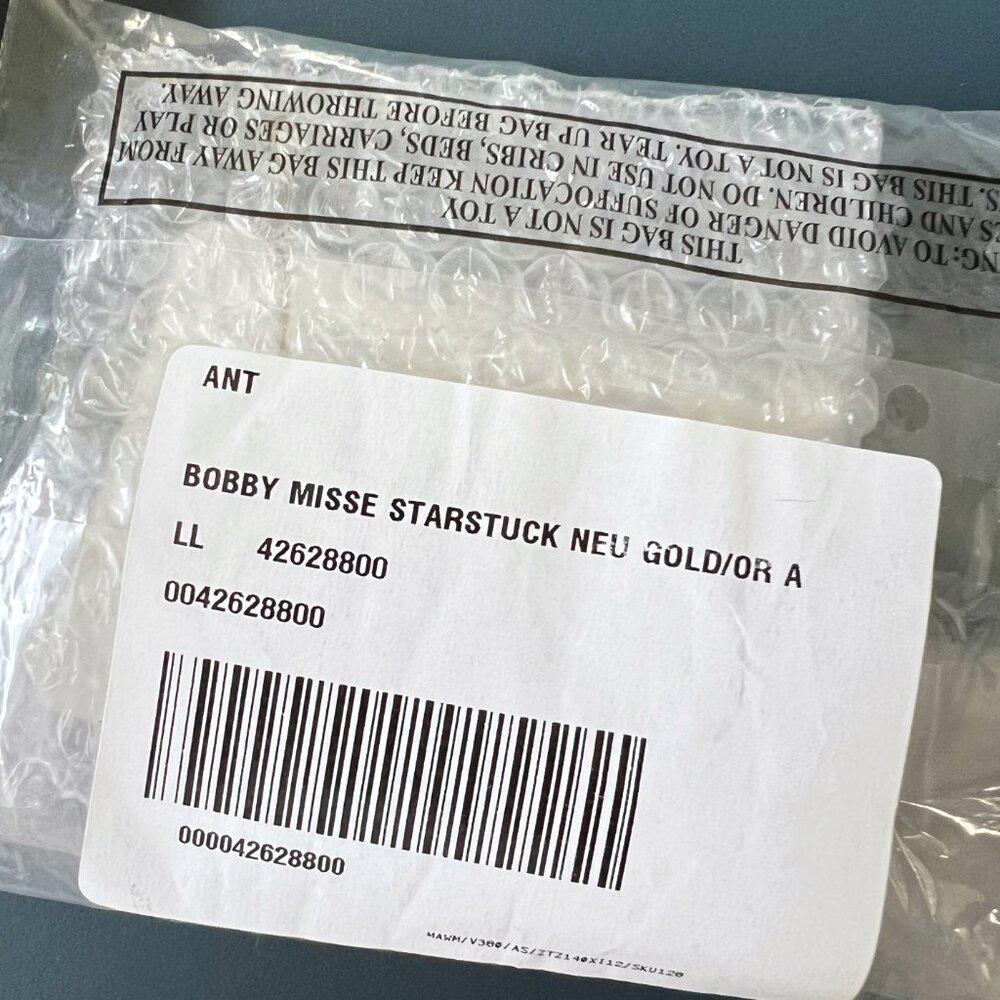 THIS BAG IS NOT A TOY
NG: TO AVOID DANGER OF SUFFOCATION KEEP THIS BAG AWAY FROM
ES AND CHILDREN. DO NOT USE IN CRIBS, BEDS, CARRIAGES OR PLAY
S. THIS BAG IS NOT A TOY. TEAR UP BAG BEFORE THROWING AWAY.
ANT
BOBBY MISSE STARSTUCK NEU GOLD/OR A
LL 42628800
0042628800
000042628800
MAWM/V380/AS/ZTZ140XI12/SKU120